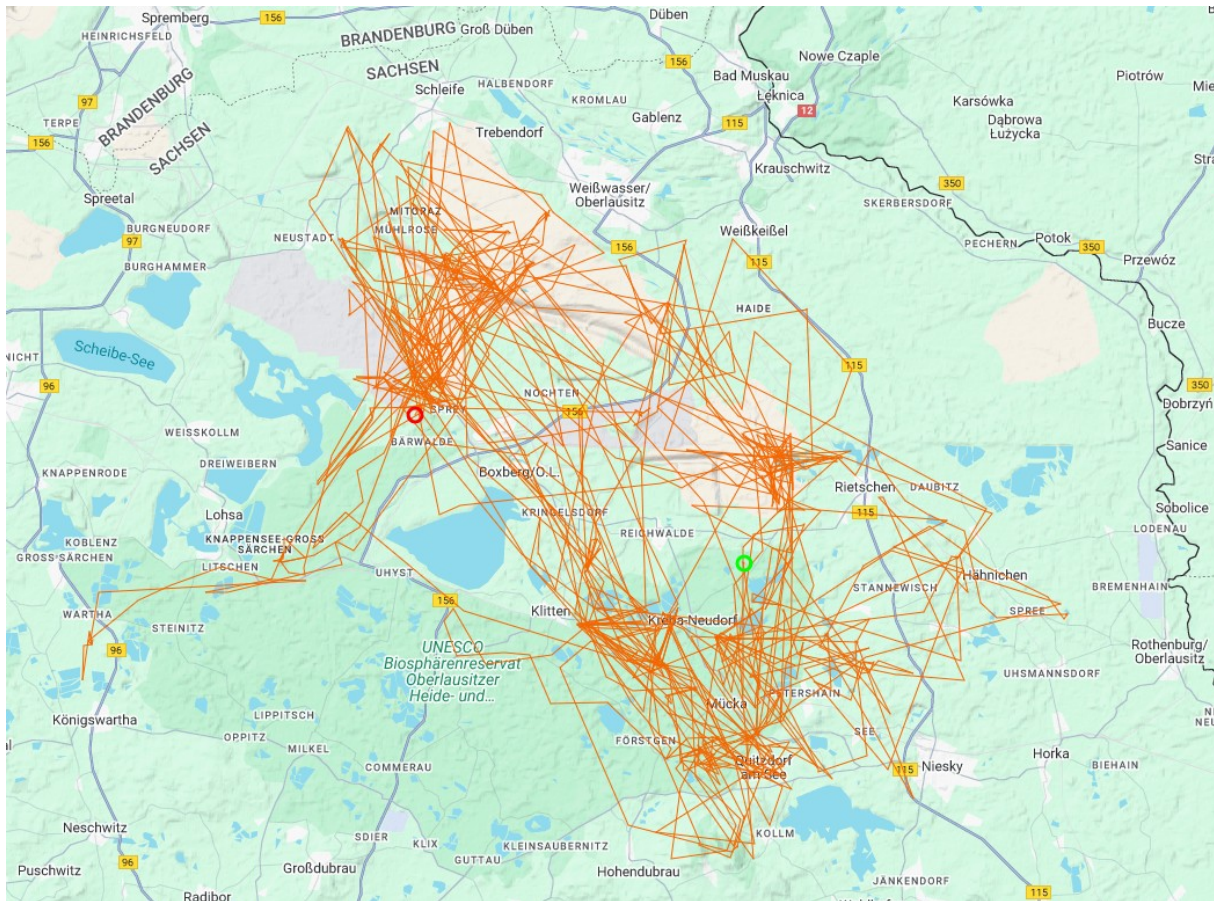 Spremberg
156
HEINRICHSFELD
BRANDENBURG
Groß Düben
Düben
SACHSEN
156
Nowe Czaple
Bad Muskau
Łęknica
Piotrów
HALBENDORF
Schleife
KROMLAU
97
BRANDENBURG
TERPE
12
Karsówka
Gablenz
115
Dąbrowa
Łużycka
156
SACHSEN
Trebendorf
Krauschwitz
Spreetal
Weißwasser/
Oberlausitz
350
SKERBERSDORF
MITORAZ
MÜHLROSE
BURGNEUDORF
NEUSTADT
97
Weißkeißel
156
PECHERN
Potok
350
Przewóz
115
BURGHAMMER
HAIDE
Bucze
Scheibe-See
115
96
350
NOCHTEN
Dobrzyń
SPREY
156
WEISSKOLLM
BÄRWALDE
Sanice
DREIWEIBERN
KNAPPENRODE
Boxberg/O.L.
Rietschen
DAUBITZ
Sobolice
Lohsa
KRINGELSDORF
115
KOBLENZ
KNAPPENSEE-GROSS
SÄRCHEN
REICHWALDE
LODENAU
GROSS SÄRCHEN
LITSCHEN
UHYST
Hähnichen
STANNEWISCH
BREMENHAIN
156
WARTHA
Klitten
SPREE
STEINITZ
Kreba-Neudorf
96
UNESCO
Biosphärenreservat
Oberlausitzer
Heide- und...
Rothenburg/
Oberlausitz
UHSMANNSDORF
PETERSHAIN
Mücka
Königswartha
LIPPITSCH
OPPITZ
SEE
FÖRSTGEN
MILKEL
Horka
Quitzdorf
am See
COMMERAU
115
Niesky
BIEHAIN
Neschwitz
KOLLM
SDIER
KLIX
KLEINSAUBERNITZ
GUTTAU
96
Puschwitz
Großdubrau
Hohendubrau
JÄNKENDORF
115
Radibor